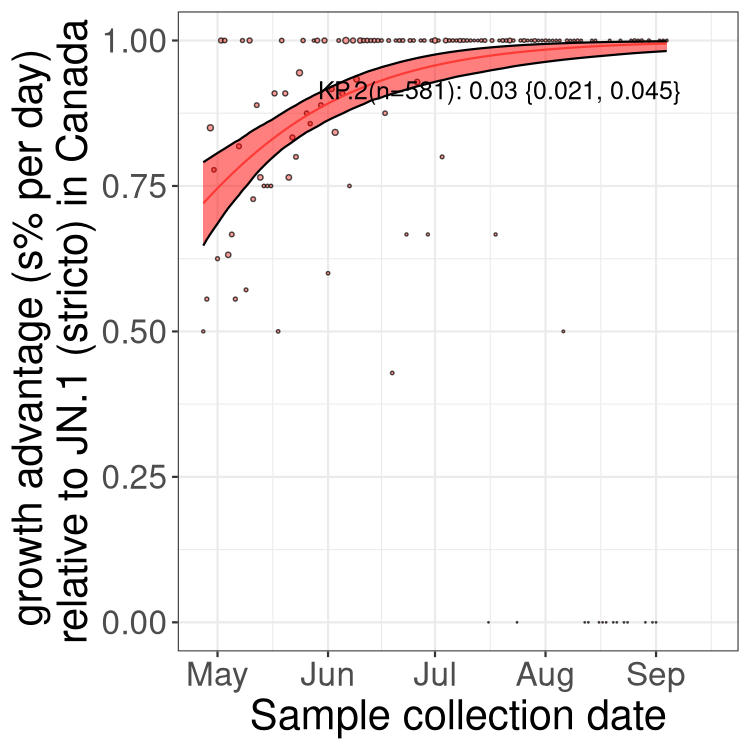 growth advantage (s% per day)
relative to JN.1 (stricto) in Canada
1.00
0.75
0.50
0.25
0.00
KP.2(n=581): 0.03 {0.021, 0.045}
May Jun Jul Aug Sep
Sample collection date